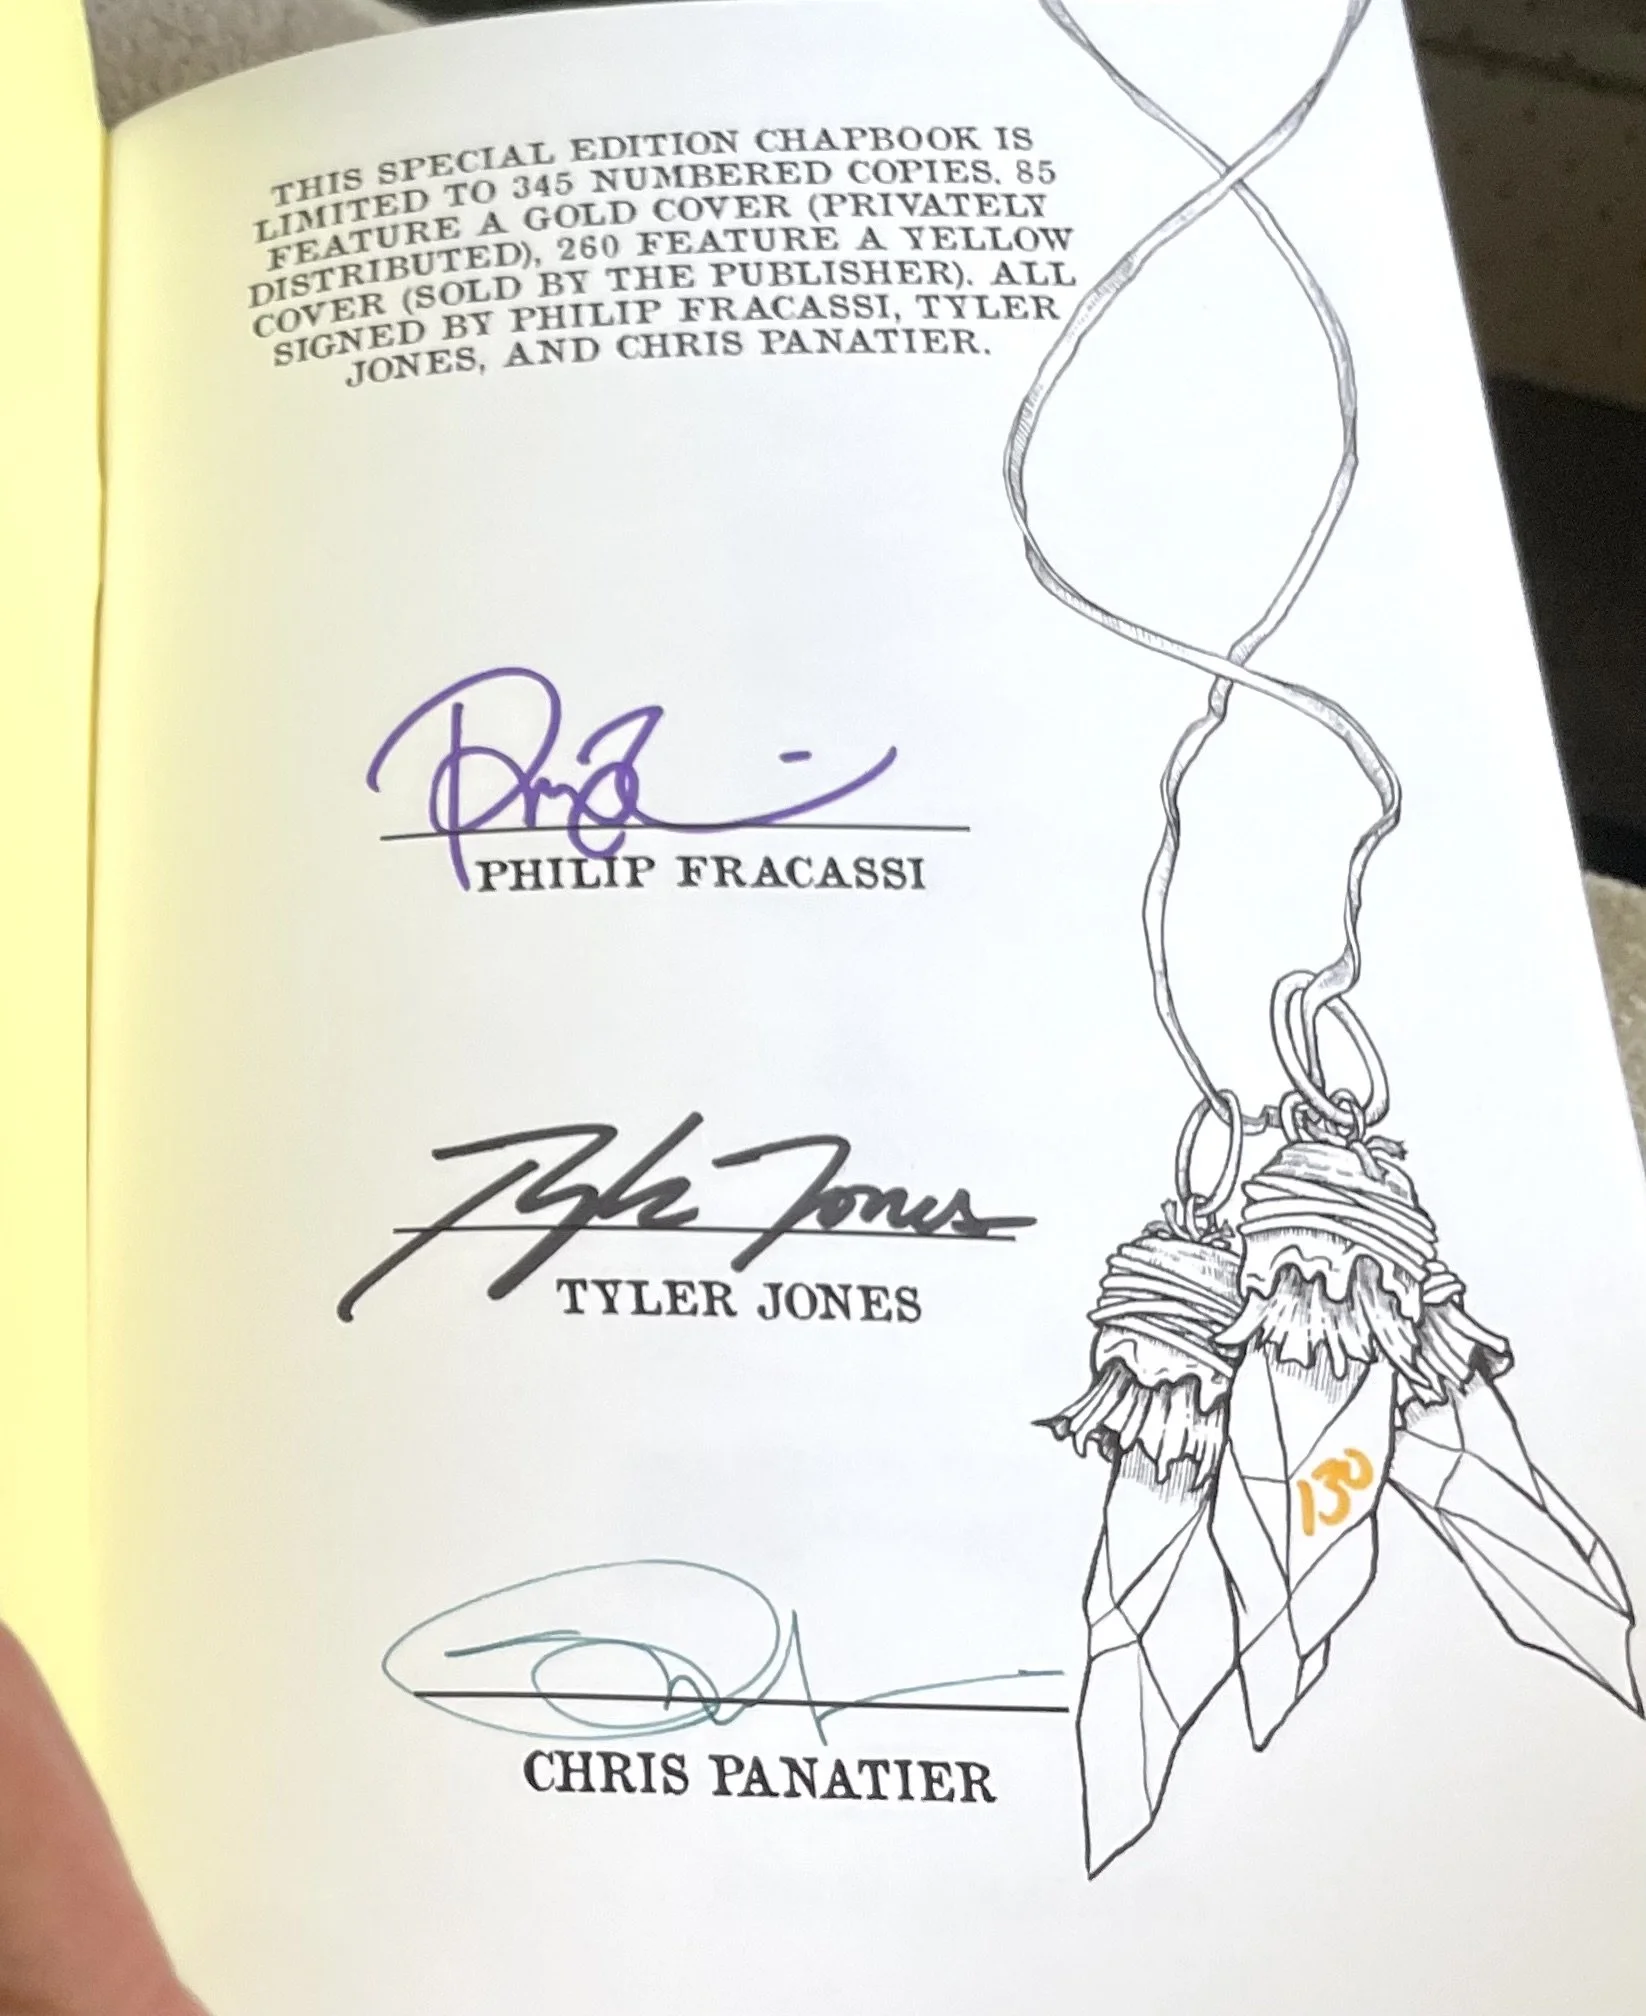 THIS SPECIAL EDITION CHAPBOOK IS
LIMITED TO 345 NUMBERED COPIES. 85
FEATURE A GOLD COVER (PRIVATELY
DISTRIBUTED), 260 FEATURE A YELLOW
COVER (SOLD BY THE PUBLISHER). ALL
SIGNED BY PHILIP FRACASSI, TYLER
JONES, AND CHRIS PANATIER.
PHILIP FRACASSI
Tyler Jones
TYLER JONES
130
CHRIS PANATIER